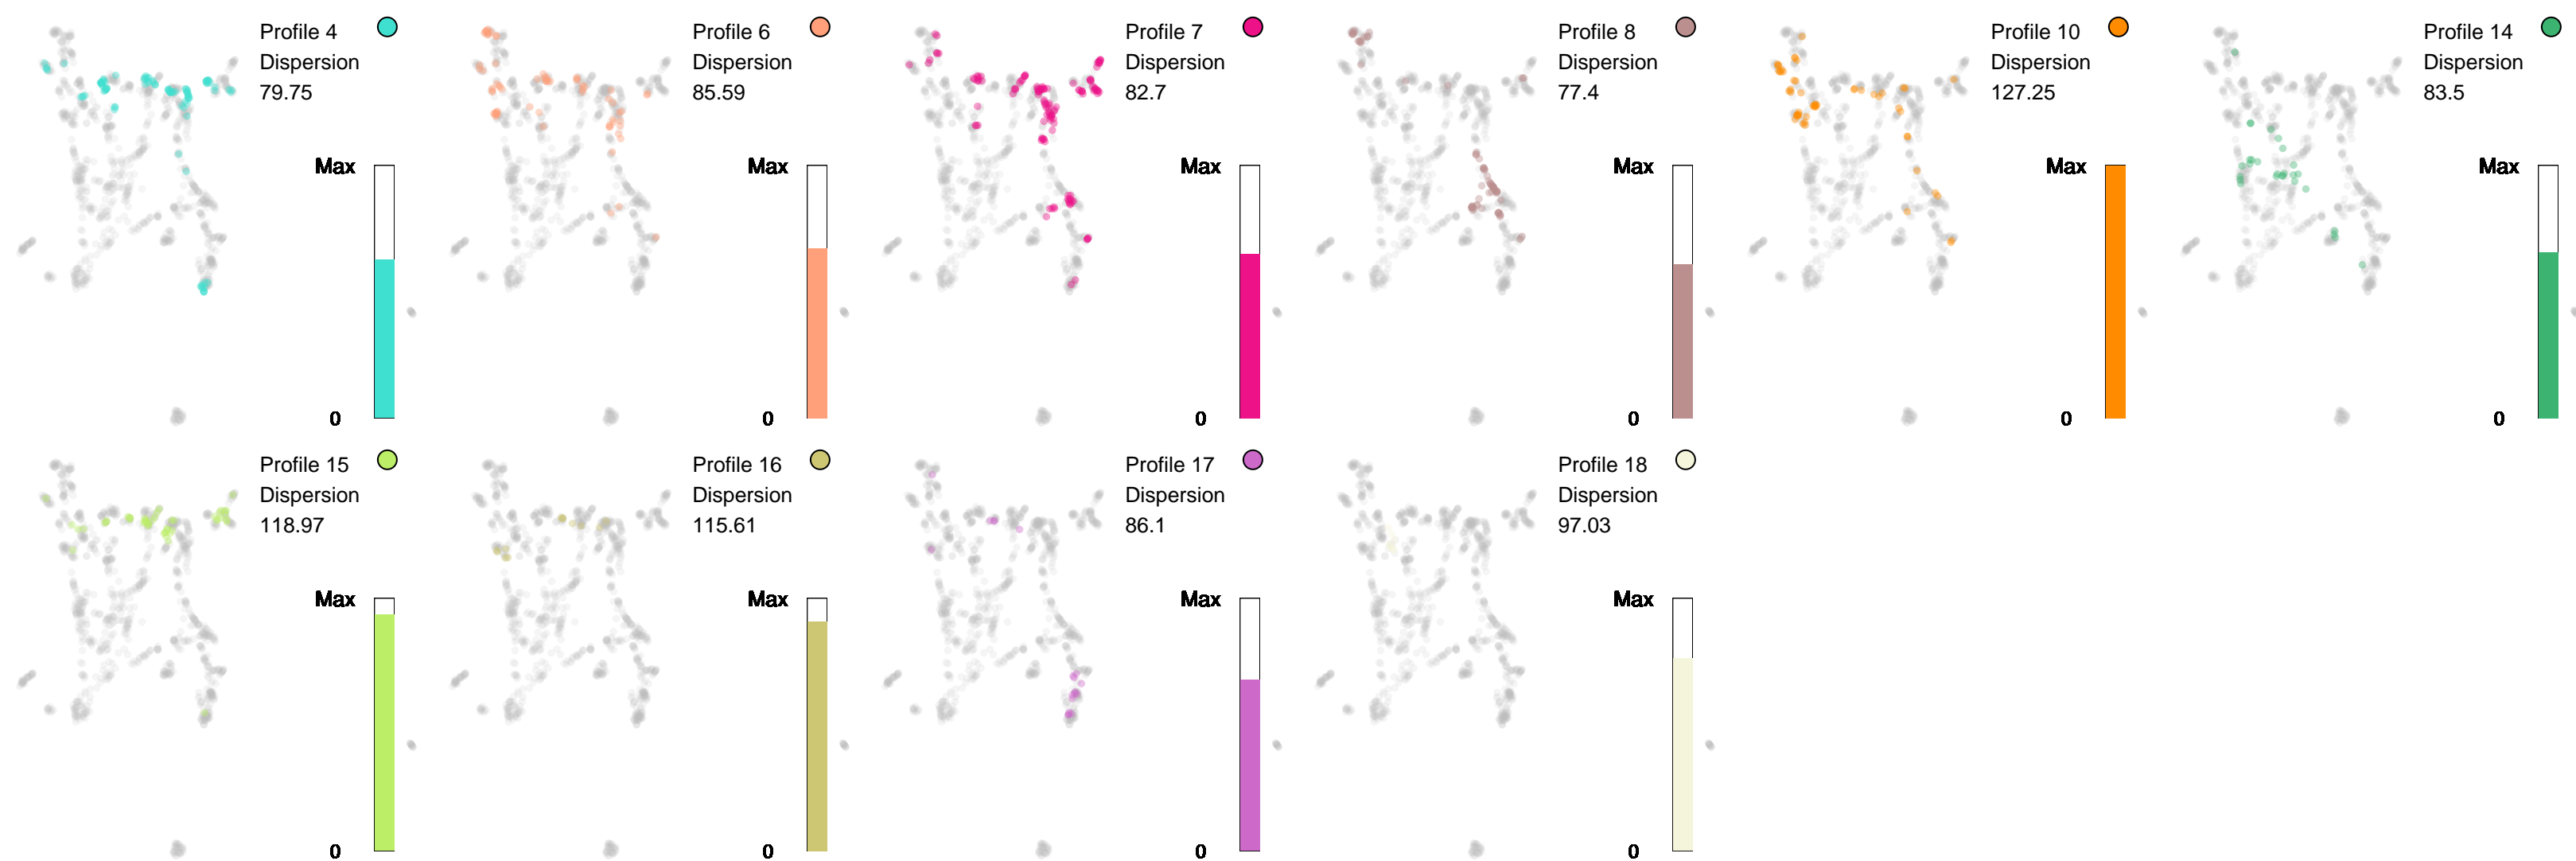 Profile 4
Dispersion
79.75
Max
0
Profile 6
Dispersion
85.59
Max
0
Profile 7
Dispersion
82.7
Max
0
Profile 8
Dispersion
77.4
Max
0
Profile 10
Dispersion
127.25
Max
0
Profile 14
Dispersion
83.5
Max
0
Profile 15
Dispersion
118.97
Max
0
Profile 16
Dispersion
115.61
Max
0
Profile 17
Dispersion
86.1
Max
0
Profile 18
Dispersion
97.03
Max
0